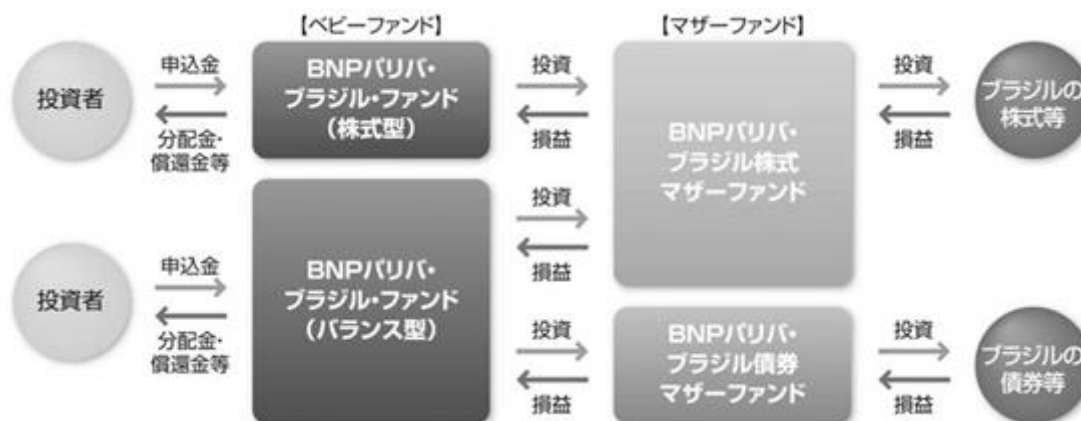 【ベビーファンド】
【マザーファンド】
投資者
申込金
分配金・
償還金等
BNPパリバ・
ブラジル・ファンド
(株式型)
投資
損益
BNPパリバ・
ブラジル株式
マザーファンド
投資
損益
ブラジルの
株式等
投資
損益
投資者
申込金
分配金・
償還金等
BNPパリバ・
ブラジル・ファンド
(バランス型)
投資
損益
BNPパリバ・
ブラジル債券
マザーファンド
投資
損益
ブラジルの
債券等